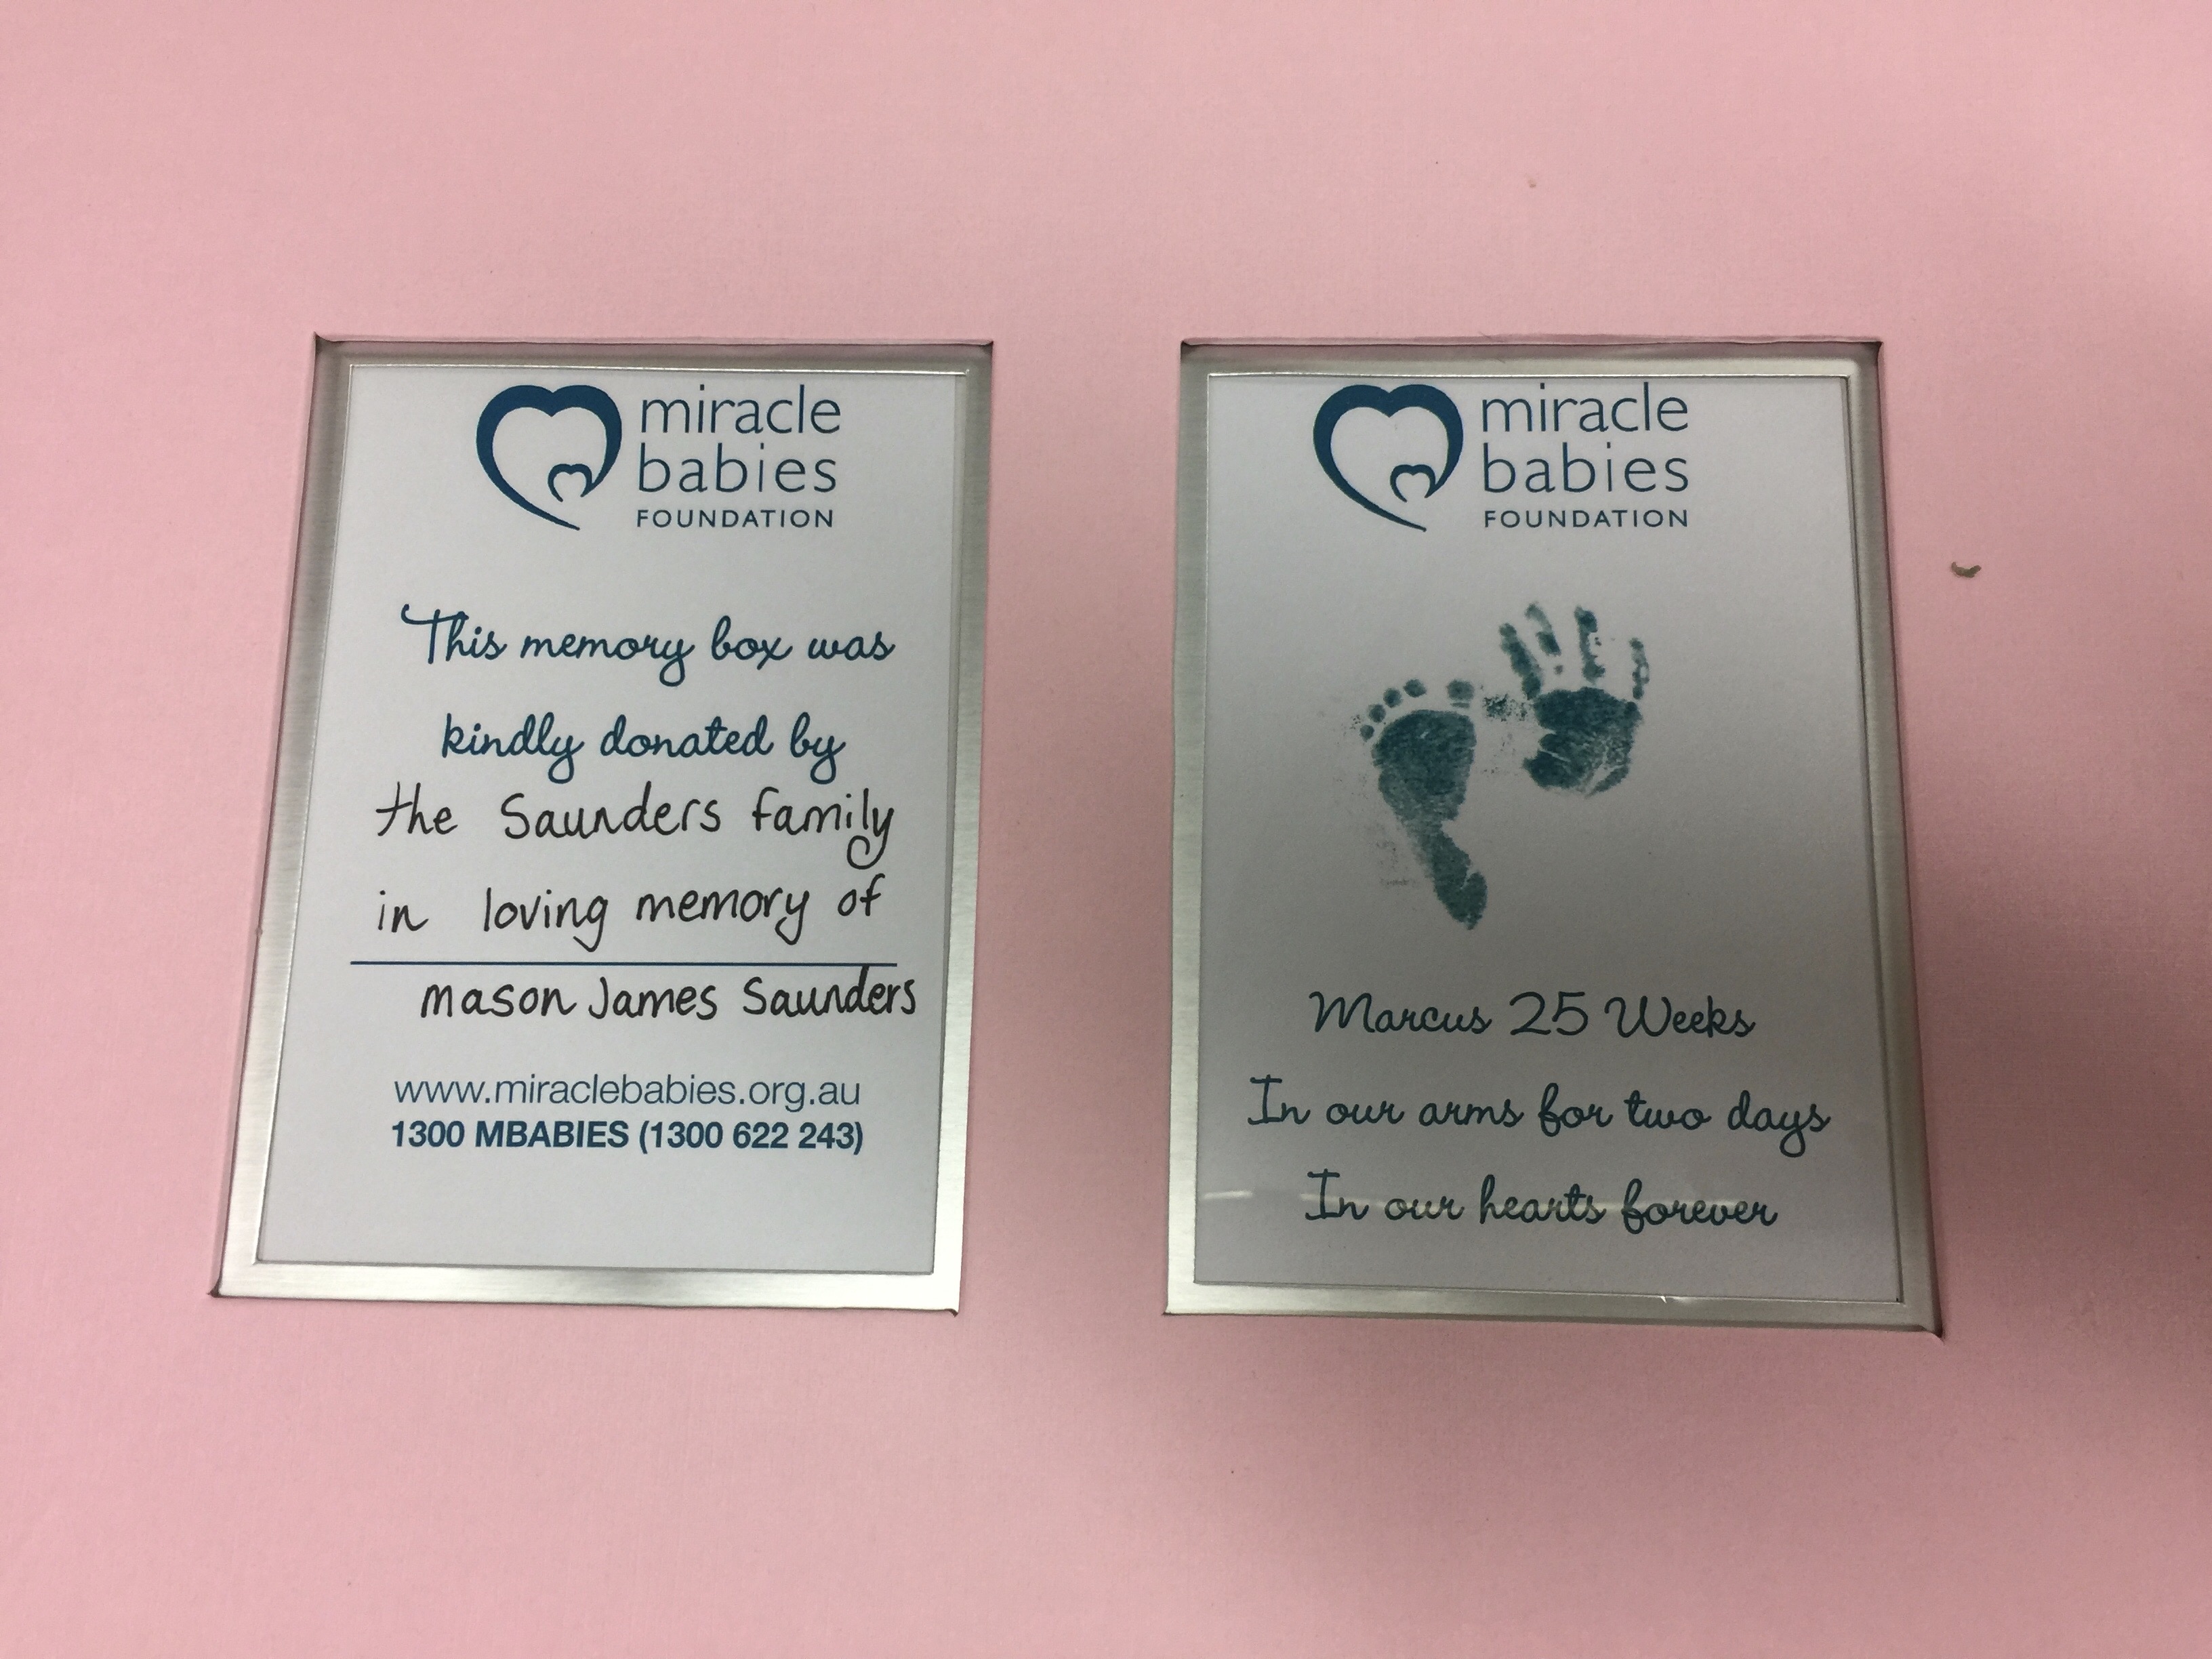 miracle
babies
FOUNDATION
This memory box was
kindly donated by
the Saunders family
in loving memory of
mason James Saunders
www.miraclebabies.org.au
1300 MBABIES (1300 622 243)
miracle
babies
FOUNDATION
Marcus 25 Weeks
In our arms for two days
In our hearts forever